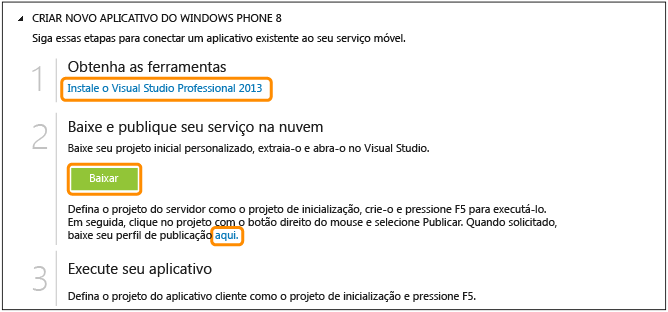 CRIAR NOVO APLICATIVO DO WINDOWS PHONE 8
Siga essas etapas para conectar um aplicativo existente ao seu serviço móvel.
1 Obtenha as ferramentas
Instale o Visual Studio Professional 2013
2 Baixe e publique seu serviço na nuvem
Baixe seu projeto inicial personalizado, extraia-o e abra-o no Visual Studio.
Baixar
Defina o projeto do servidor como o projeto de inicialização, crie-o e pressione F5 para executá-lo.
Em seguida, clique no projeto com o botão direito do mouse e selecione Publicar. Quando solicitado,
baixe seu perfil de publicação aqui.
3 Execute seu aplicativo
Defina o projeto do aplicativo cliente como o projeto de inicialização e pressione F5.